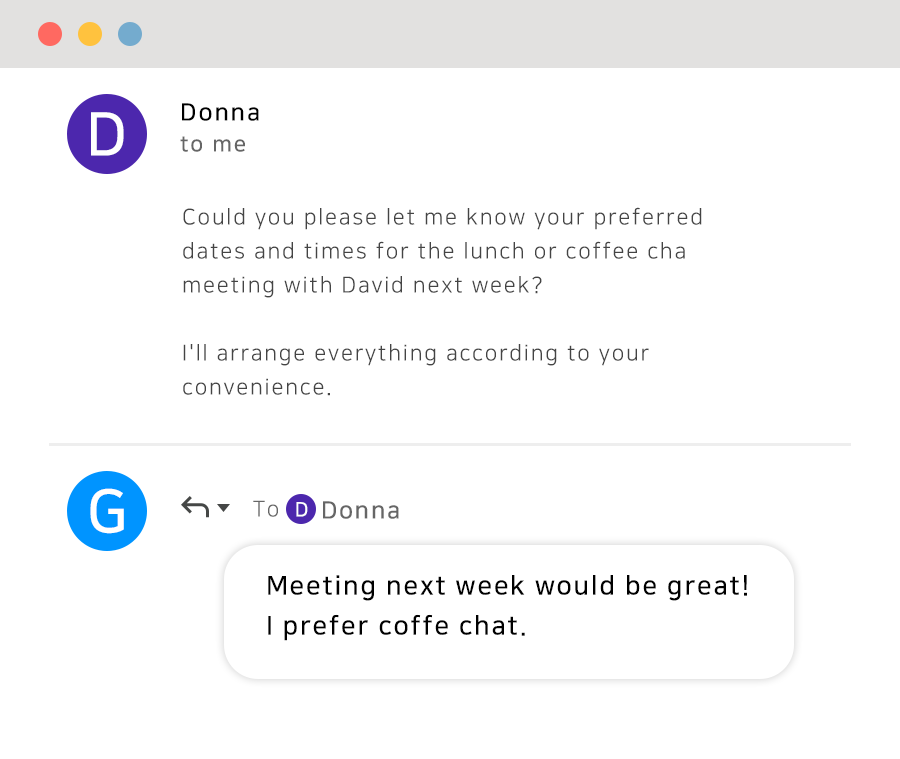 D
Donna
to me
Could you please let me know your preferred
dates and times for the lunch or coffee cha
meeting with David next week?
I'll arrange everything according to your
convenience.
G
To D Donna
Meeting next week would be great!
I prefer coffe chat.